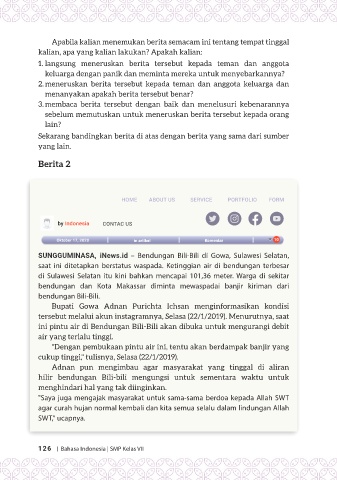 Apabila kalian menemukan berita semacam ini tentang tempat tinggal
kalian, apa yang kalian lakukan? Apakah kalian:
1. langsung meneruskan berita tersebut kepada teman dan anggota
keluarga dengan panik dan meminta mereka untuk menyebarkannya?
2. meneruskan berita tersebut kepada teman dan anggota keluarga dan
menanyakan apakah berita tersebut benar?
3. membaca berita tersebut dengan baik dan menelusuri kebenarannya
sebelum memutuskan untuk meneruskan berita tersebut kepada orang
lain?
Sekarang bandingkan berita di atas dengan berita yang sama dari sumber
yang lain.
Berita 2
HOME ABOUT US SERVICE PORTFOLIO FORM
by Indonesia CONTAC US
October 17, 2020
SUNGGUMINASA, iNews.id – Bendungan Bili-Bili di Gowa, Sulawesi Selatan,
saat ini ditetapkan berstatus waspada. Ketinggian air di bendungan terbesar
di Sulawesi Selatan itu kini bahkan mencapai 101,36 meter. Warga di sekitar
bendungan dan Kota Makassar diminta mewaspadai banjir kiriman dari
bendungan Bili-Bili.
Bupati Gowa Adnan Purichta Ichsan menginformasikan kondisi
tersebut melalui akun instagramnya, Selasa (22/1/2019). Menurutnya, saat
ini pintu air di Bendungan Bili-Bili akan dibuka untuk mengurangi debit
air yang terlalu tinggi.
"Dengan pembukaan pintu air ini, tentu akan berdampak banjir yang
cukup tinggi," tulisnya, Selasa (22/1/2019).
Adnan pun mengimbau agar masyarakat yang tinggal di aliran
hilir bendungan Bili-bili mengungsi untuk sementara waktu untuk
menghindari hal yang tak diinginkan.
"Saya juga mengajak masyarakat untuk sama-sama berdoa kepada Allah SWT
agar curah hujan normal kembali dan kita semua selalu dalam lindungan Allah
SWT," ucapnya.
126 | Bahasa Indonesia | SMP Kelas VII